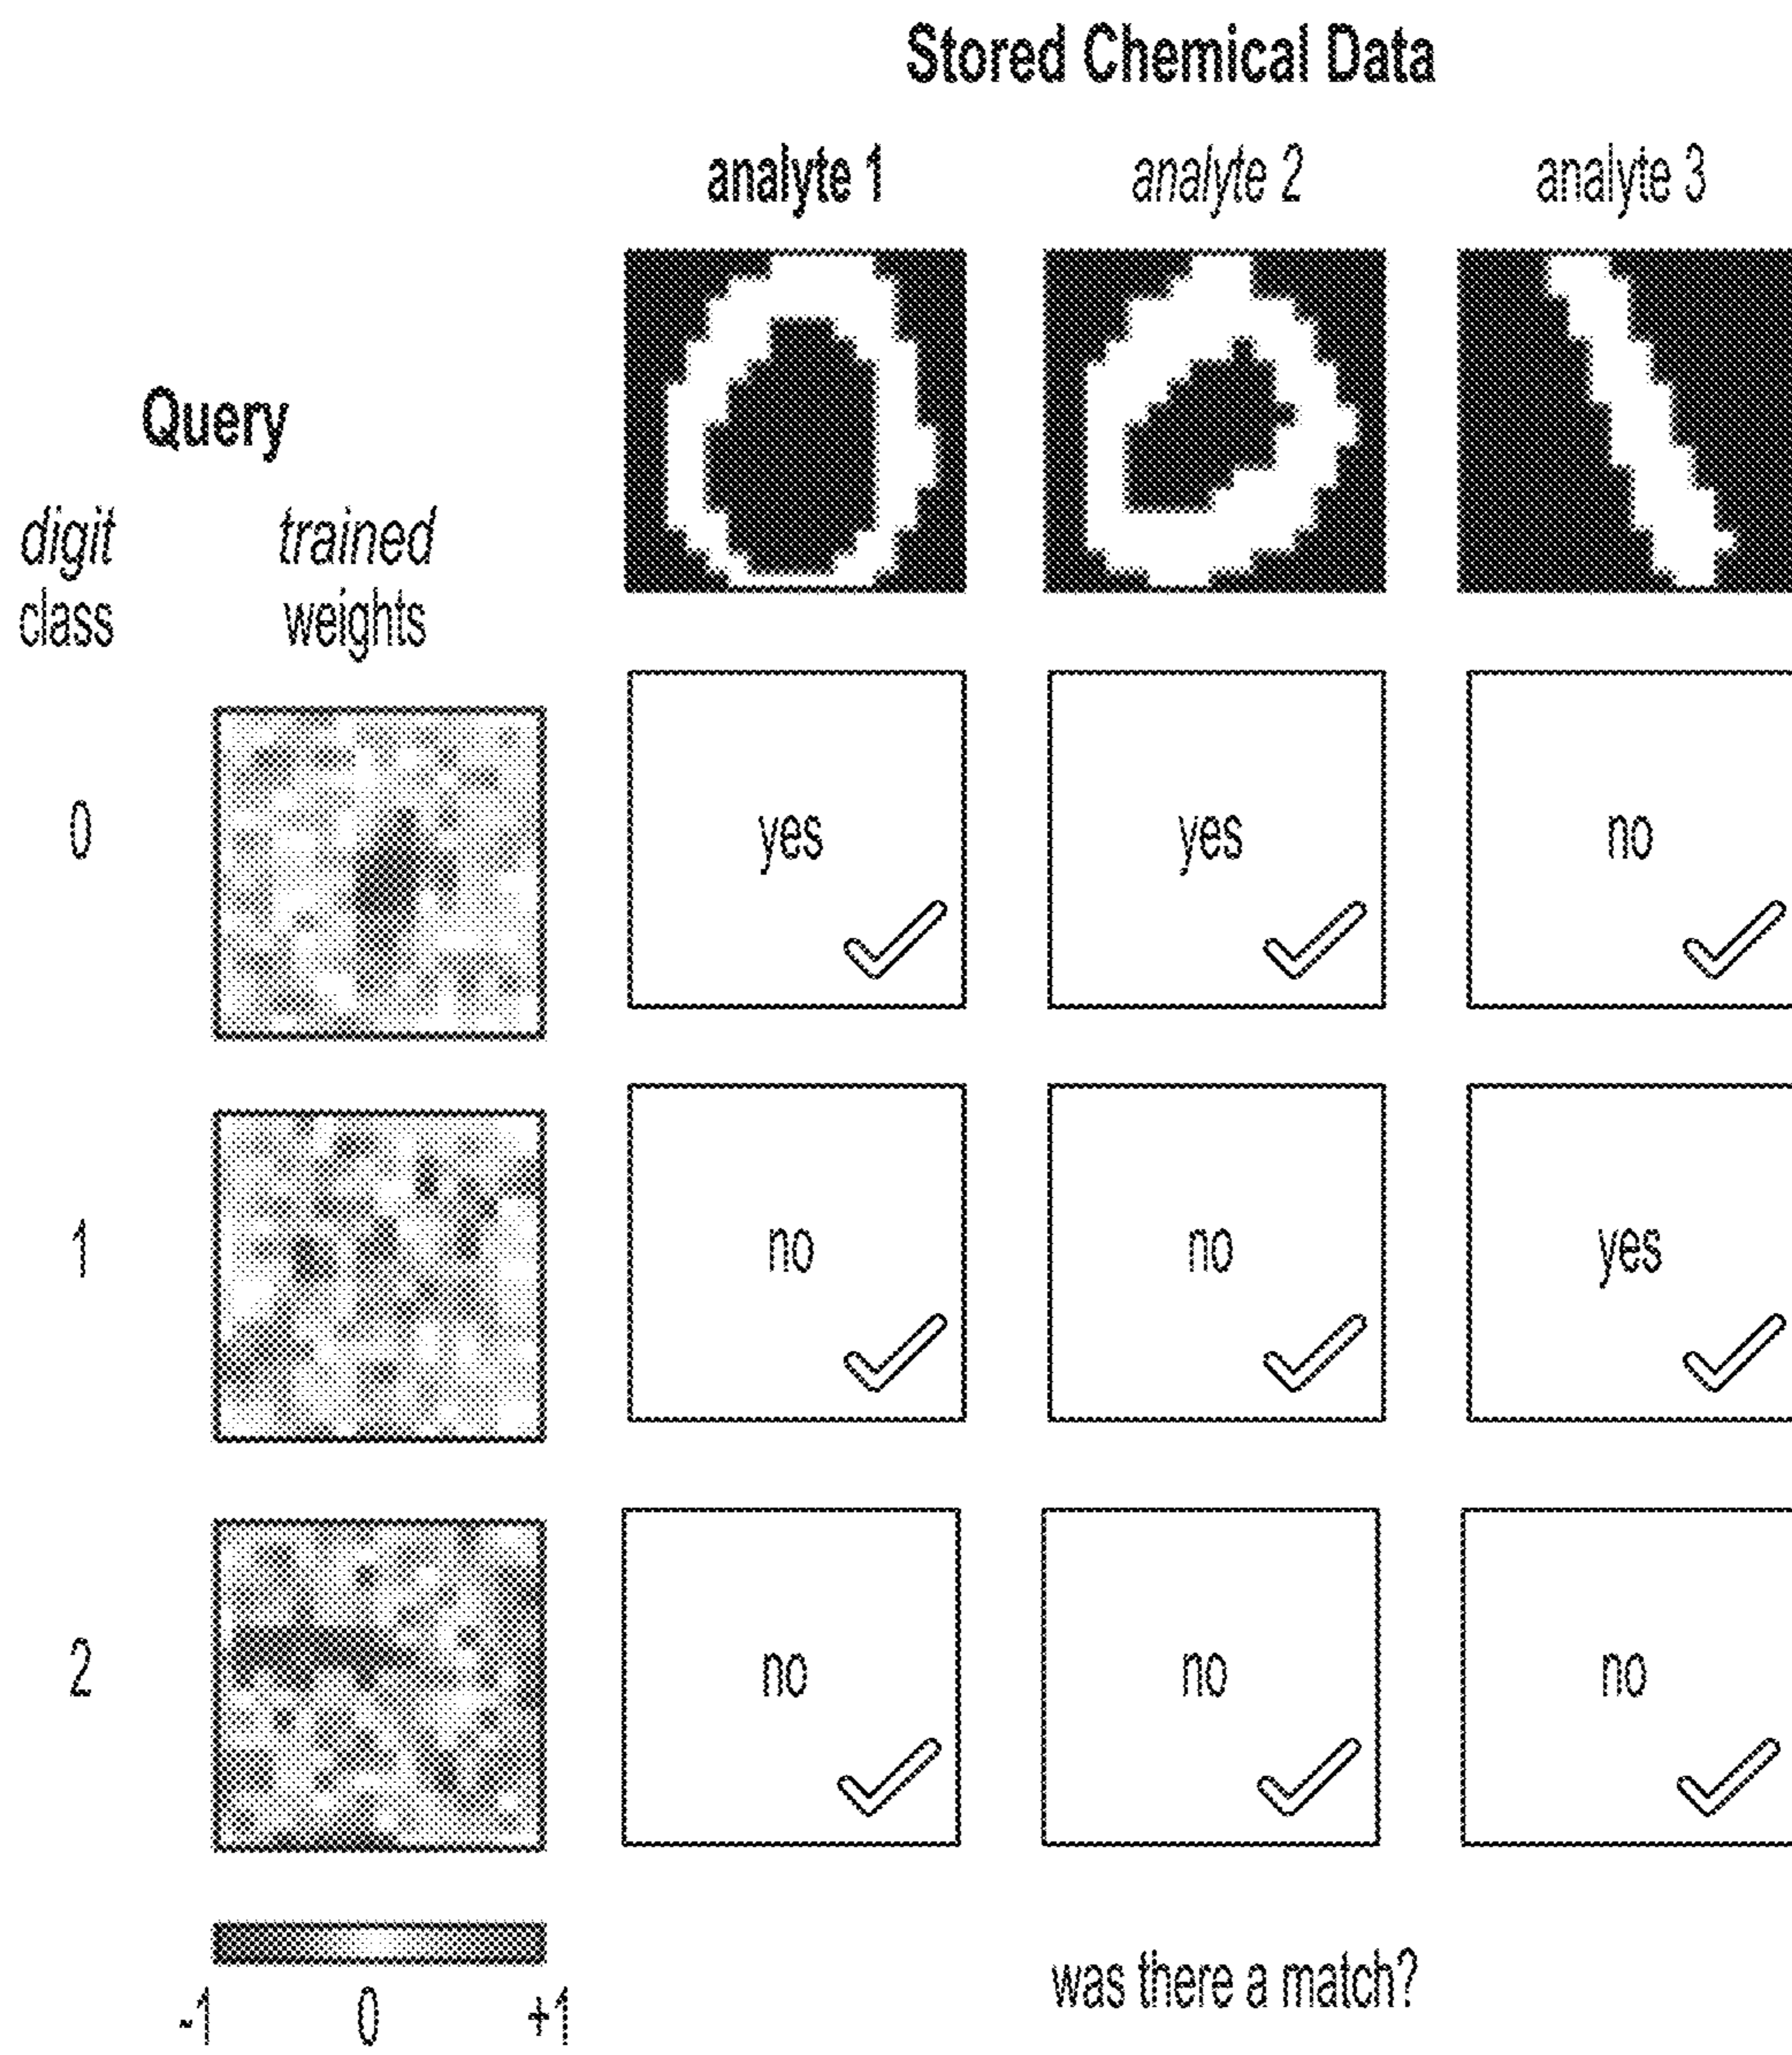 Stored Chemical Data
analyte 1 analyte 2 analyte 3
Query
digit class trained weights
0 yes yes no
1 no no yes
2 no no no
-1 0 +1
was there a match?